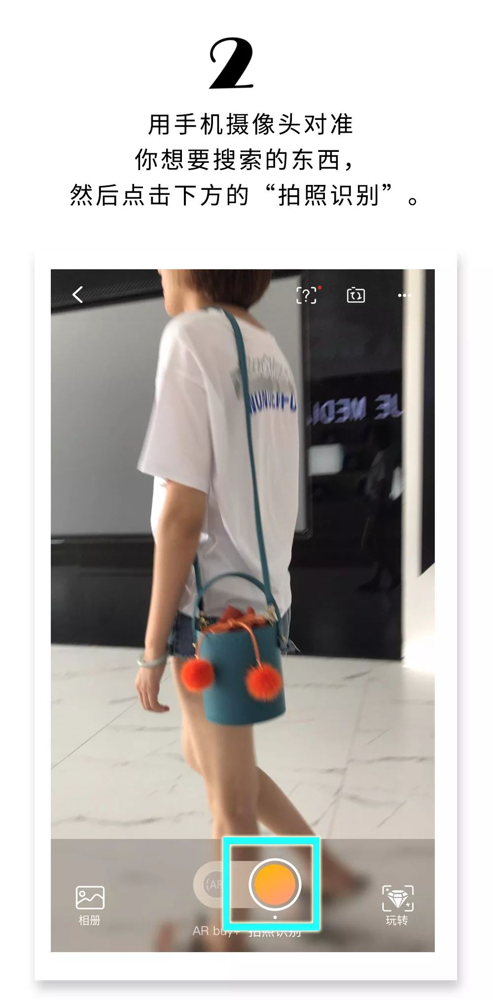 2
用手机摄像头对准
你想要搜索的东西，
然后点击下方的“拍照识别”。
AR
相册
玩转
AR buy+ 拍照识别